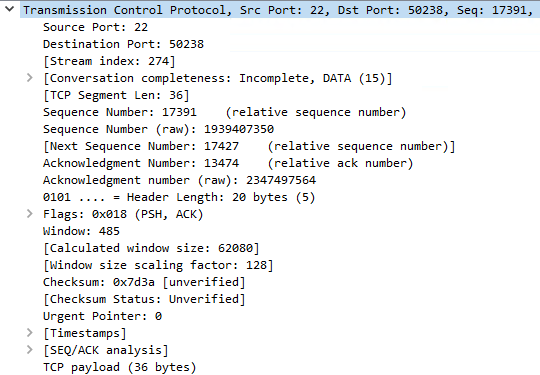 Transmission Control Protocol, Src Port: 22, Dst Port: 50238, Seq: 17391,
Source Port: 22
Destination Port: 50238
[Stream index: 274]
[Conversation completeness: Incomplete, DATA (15)]
[TCP Segment Len: 36]
Sequence Number: 17391    (relative sequence number)
Sequence Number (raw): 1939407350
[Next Sequence Number: 17427    (relative sequence number)]
Acknowledgment Number: 13474    (relative ack number)
Acknowledgment number (raw): 2347497564
0101 .... = Header Length: 20 bytes (5)
Flags: 0x018 (PSH, ACK)
Window: 485
[Calculated window size: 62080]
[Window size scaling factor: 128]
Checksum: 0x7d3a [unverified]
[Checksum Status: Unverified]
Urgent Pointer: 0
[Timestamps]
[SEQ/ACK analysis]
TCP payload (36 bytes)